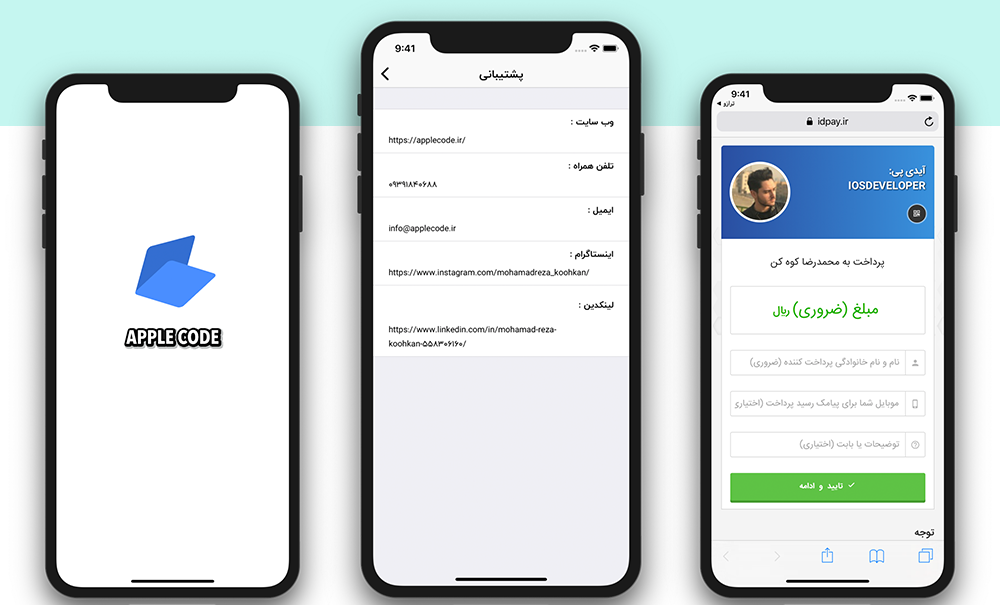 APPLE CODE
9:41
پشتیبانی
وب سایت :
https://applecode.ir/
تلفن همراه :
۰۹۳۹۱۸۴۰۶۸۸
ایمیل :
info@applecode.ir
اینستاگرام :
https://www.instagram.com/mohamadreza_koohkan/
لینکدین :
https://www.linkedin.com/in/mohamad-reza-
koohkan-۵۵۸۳۰۶۱۶۰/
9:41
ترازو
idpay.ir
آیدی پی:
IOSDEVELOPER
پرداخت به محمدرضا کوه کن
مبلغ (ضروری) ریال
نام و نام خانوادگی پرداخت کننده (ضروری)
موبایل شما برای پیامک رسید پرداخت (اختیاری
توضیحات یا بابت (اختیاری)
تایید و ادامه
توجه